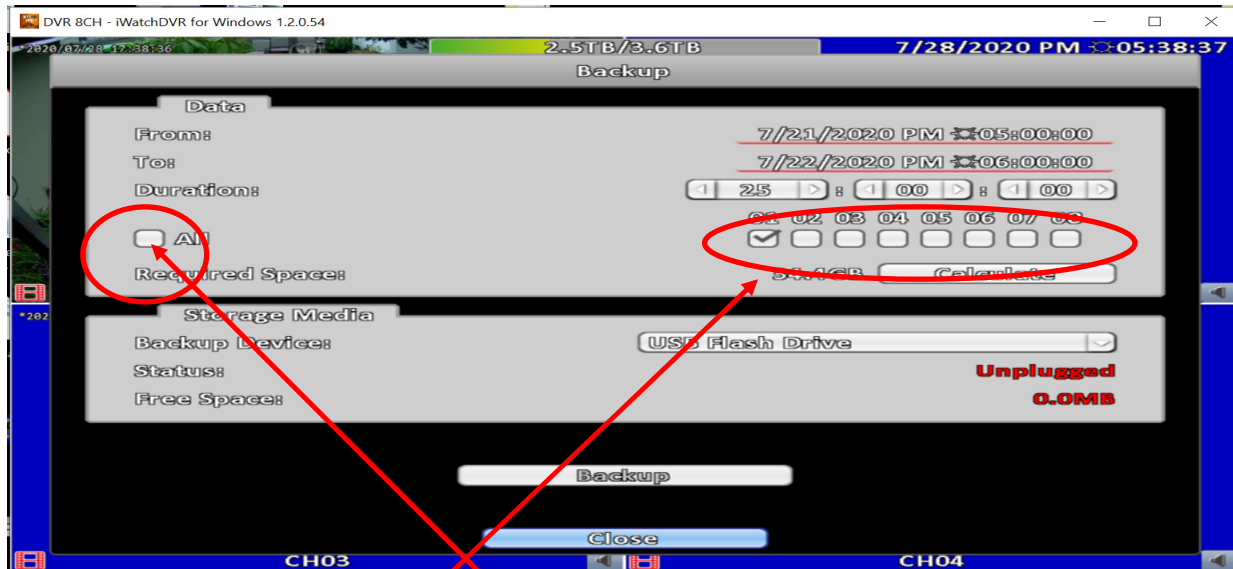 DVR 8CH - iWatchDVR for Windows 1.2.0.54
*2020/07/28 17:38:36 2.5TB/3.6TB 7/28/2020 PM 05:38:37
Backup
Data
From: 7/21/2020 PM 05:00:00
To: 7/22/2020 PM 06:00:00
Duration: 25 : 00 : 00
01 02 03 04 05 06 07 08
All
Required Space: Calculate
*202
Storage Media
Backup Device: USB Flash Drive
Status: Unplugged
Free Space: 0.0MB
Backup
Close
CH03 CH04